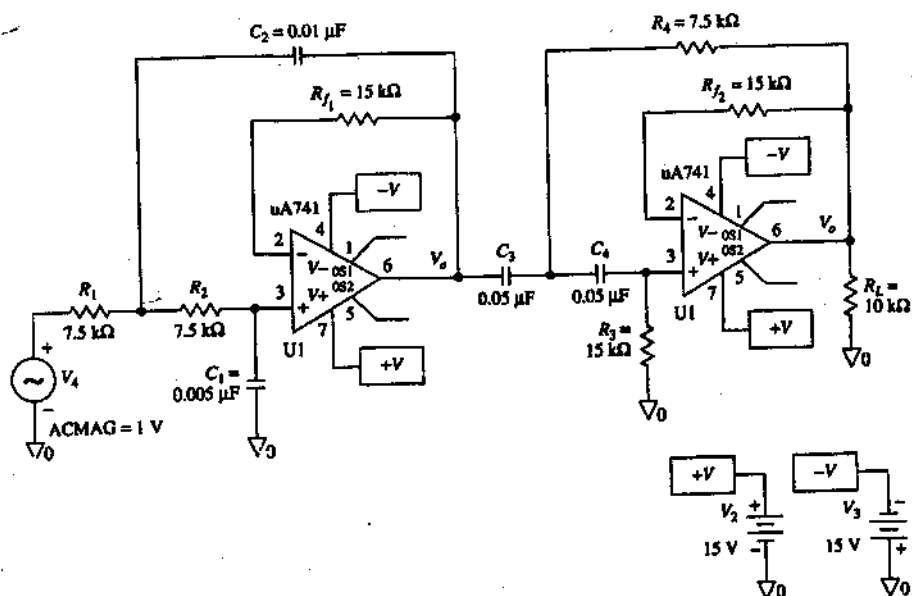 C2 = 0.01 µF
Rf1 = 15 kΩ
−V
uA741
4
1
2
−
V−
OS1
OS2
V+
3
+
6
5
7
U1
+V
Vo
R1
7.5 kΩ
R2
7.5 kΩ
C1 =
0.005 µF
0
+
V4
−
ACMAG = 1 V
0
C3
0.05 µF
C4
0.05 µF
R4 = 7.5 kΩ
Rf2 = 15 kΩ
−V
uA741
4
1
2
−
V−
OS1
OS2
V+
3
+
6
5
7
U1
+V
Vo
R3 =
15 kΩ
0
RL =
10 kΩ
0
+V
+
V2
15 V
−
0
−V
−
V3
15 V
+
0